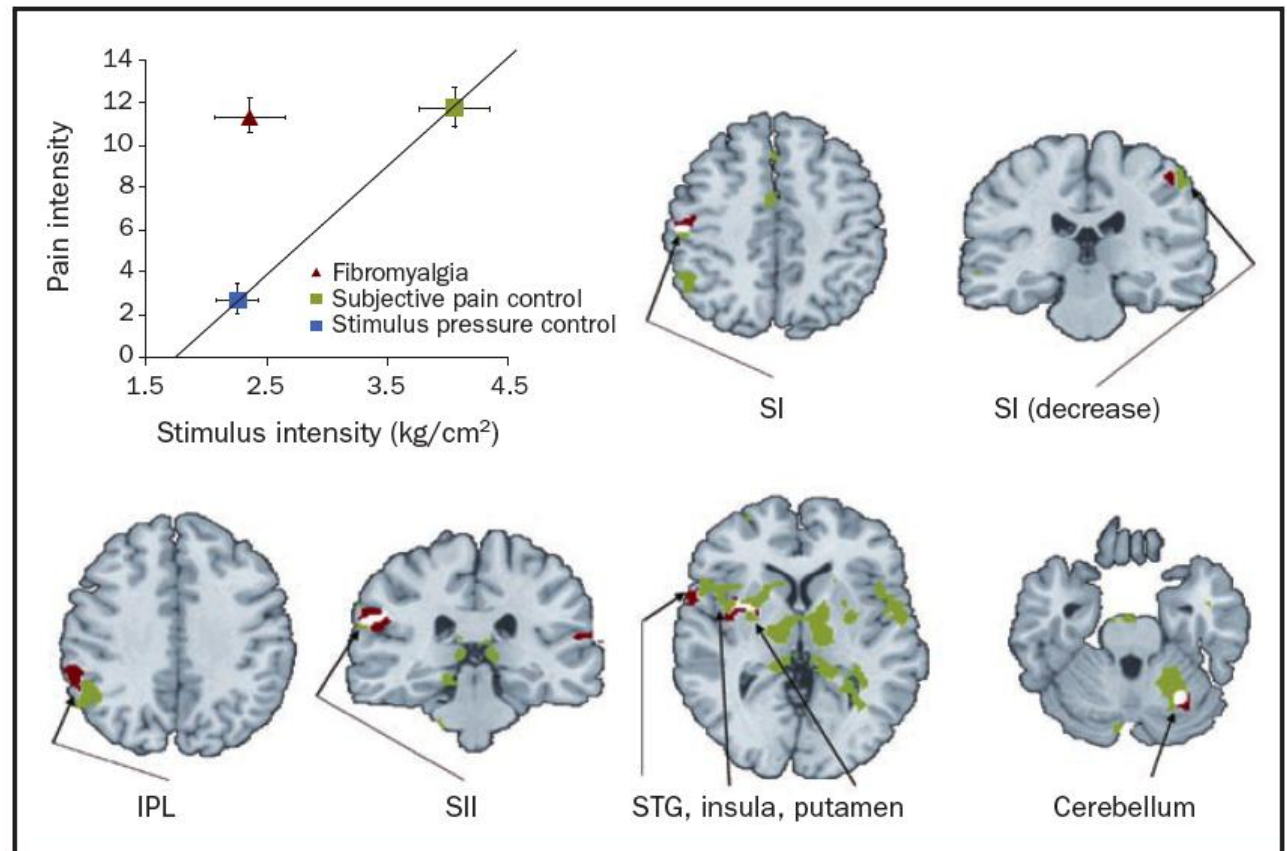 14
12
10
8
6
4
2
0
Pain intensity
Fibromyalgia
Subjective pain control
Stimulus pressure control
1.5 2.5 3.5 4.5
Stimulus intensity (kg/cm²)
SI
SI (decrease)
IPL
SII
STG, insula, putamen
Cerebellum